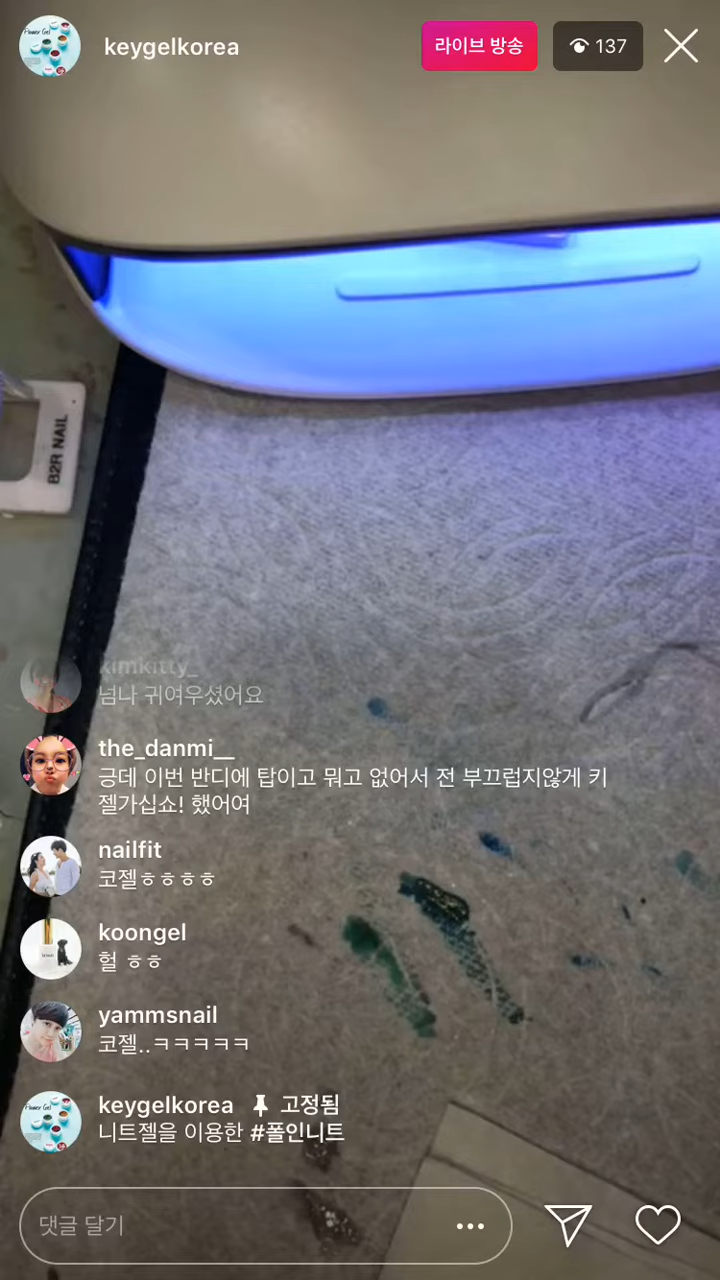 keygelkorea
라이브 방송
137
B2R NAIL
kimkitty_
넘나 귀여우셨어요
the_danmi__
긍데 이번 반디에 탑이고 뭐고 없어서 전 부끄럽지않게 키
젤가십쇼! 했어여
nailfit
코젤ㅎㅎㅎㅎ
koongel
헐 ㅎㅎ
yammsnail
코젤..ㅋㅋㅋㅋㅋ
keygelkorea 고정됨
니트젤을 이용한 #폴인니트
댓글 달기